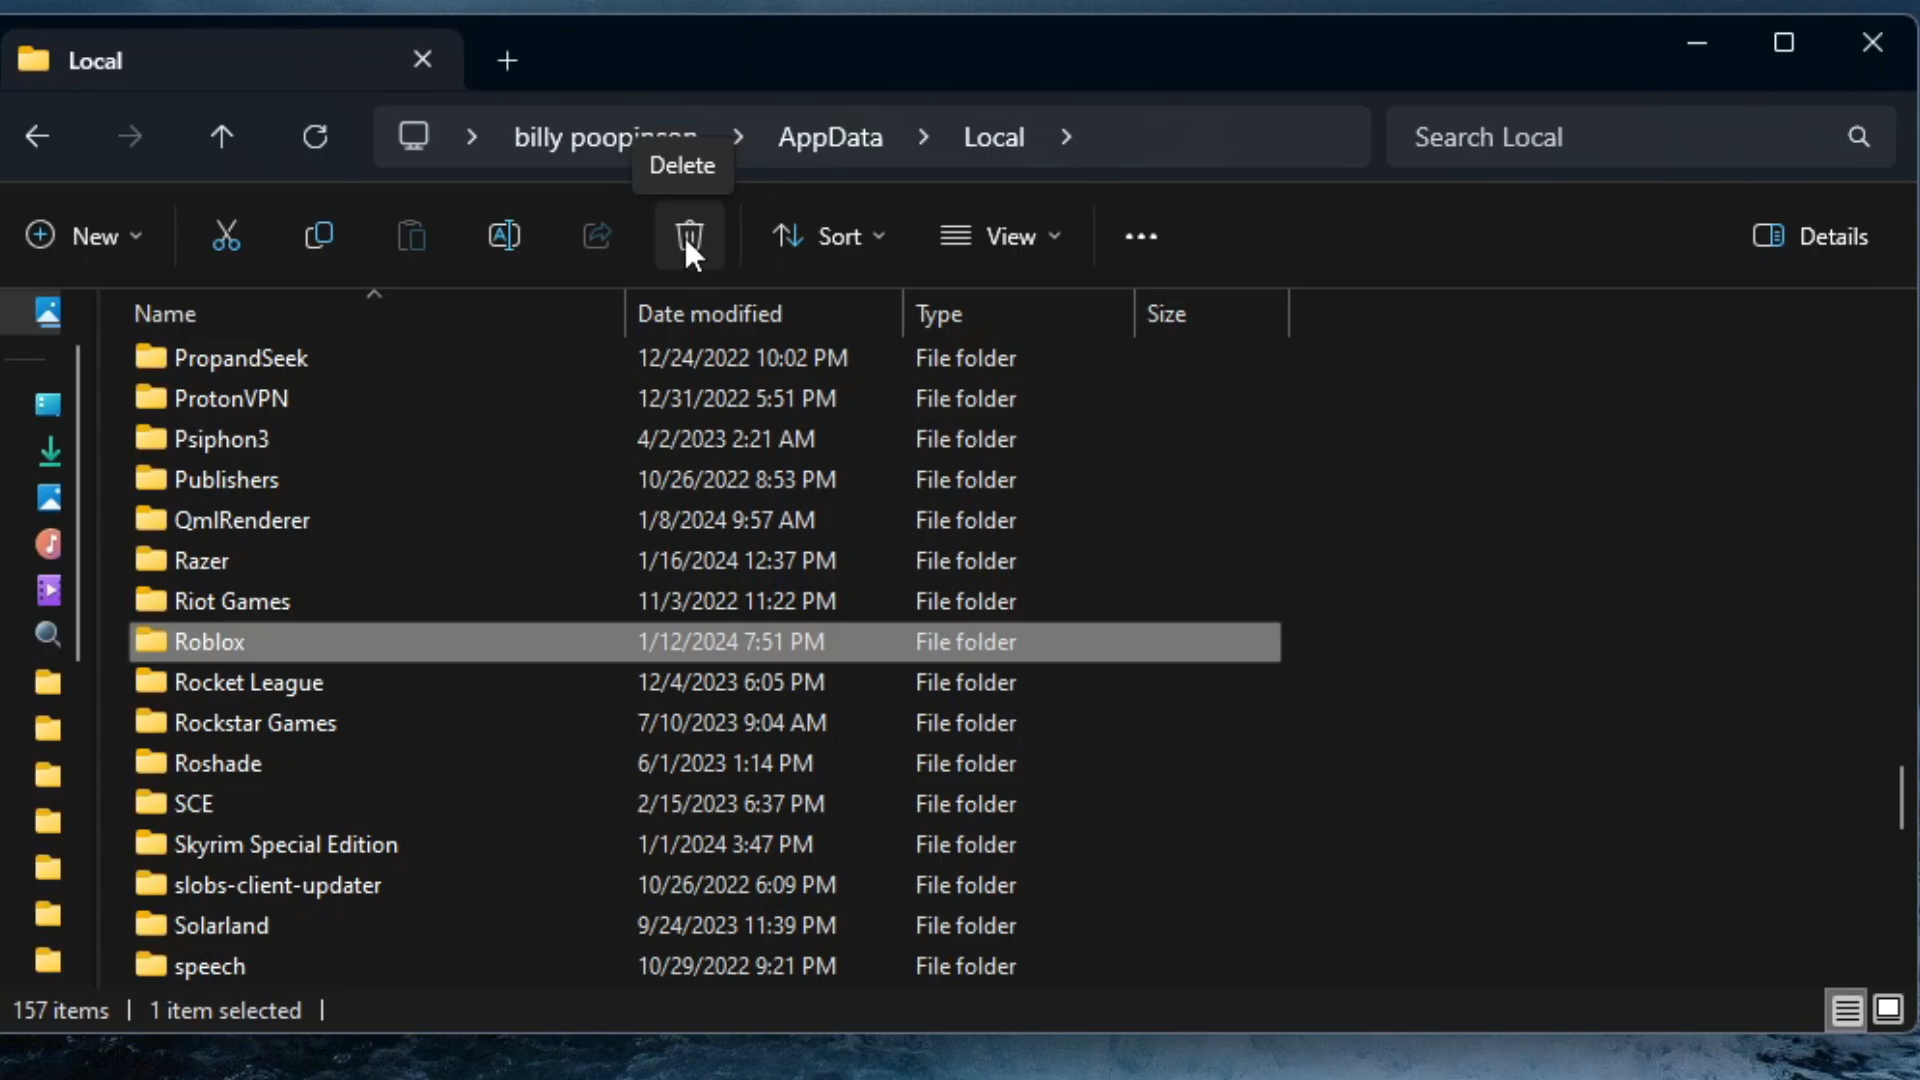 Local
billy AppData Local
Search Local
Delete
New
Sort
View
Details
Name Date modified Type Size
PropandSeek 12/24/2022 10:02 PM File folder
ProtonVPN 12/31/2022 5:51 PM File folder
Psiphon3 4/2/2023 2:21 AM File folder
Publishers 10/26/2022 8:53 PM File folder
QmlRenderer 1/8/2024 9:57 AM File folder
Razer 1/16/2024 12:37 PM File folder
Riot Games 11/3/2022 11:22 PM File folder
Roblox 1/12/2024 7:51 PM File folder
Rocket League 12/4/2023 6:05 PM File folder
Rockstar Games 7/10/2023 9:04 AM File folder
Roshade 6/1/2023 1:14 PM File folder
SCE 2/15/2023 6:37 PM File folder
Skyrim Special Edition 1/1/2024 3:47 PM File folder
slobs-client-updater 10/26/2022 6:09 PM File folder
Solarland 9/24/2023 11:39 PM File folder
speech 10/29/2022 9:21 PM File folder
157 items | 1 item selected |